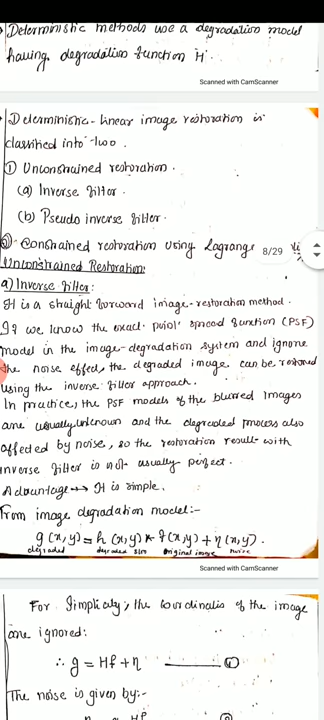 Deterministic methods use a degradation model
having degradation function H.
Scanned with CamScanner
Deterministic-linear image restoration is
classified into two
① Unconstrained restoration.
(a) Inverse filter.
(b) Pseudo inverse filter.
② Constrained restoration using Lagrange
8/29
Unconstrained Restoration:
a) Inverse filter:
It is a straight forward image-restoration method.
If we know the exact point spread function (PSF)
model in the image-degradation system and ignore
the noise effect, the degraded image can be restored
using the inverse filter approach.
In practice, the PSF models of the blurred images
are usually unknown and the degraded process also
affected by noise, so the restoration result with
inverse filter is not usually perfect.
Advantage → It is simple.
From image degradation model:-
g(x,y) = h(x,y) * f(x,y) + η(x,y).
degraded degraded sm original image noise
Scanned with CamScanner
For simplicity, the coordinates of the image
are ignored:
∴ g = Hf + η ——— ①
The noise is given by:-